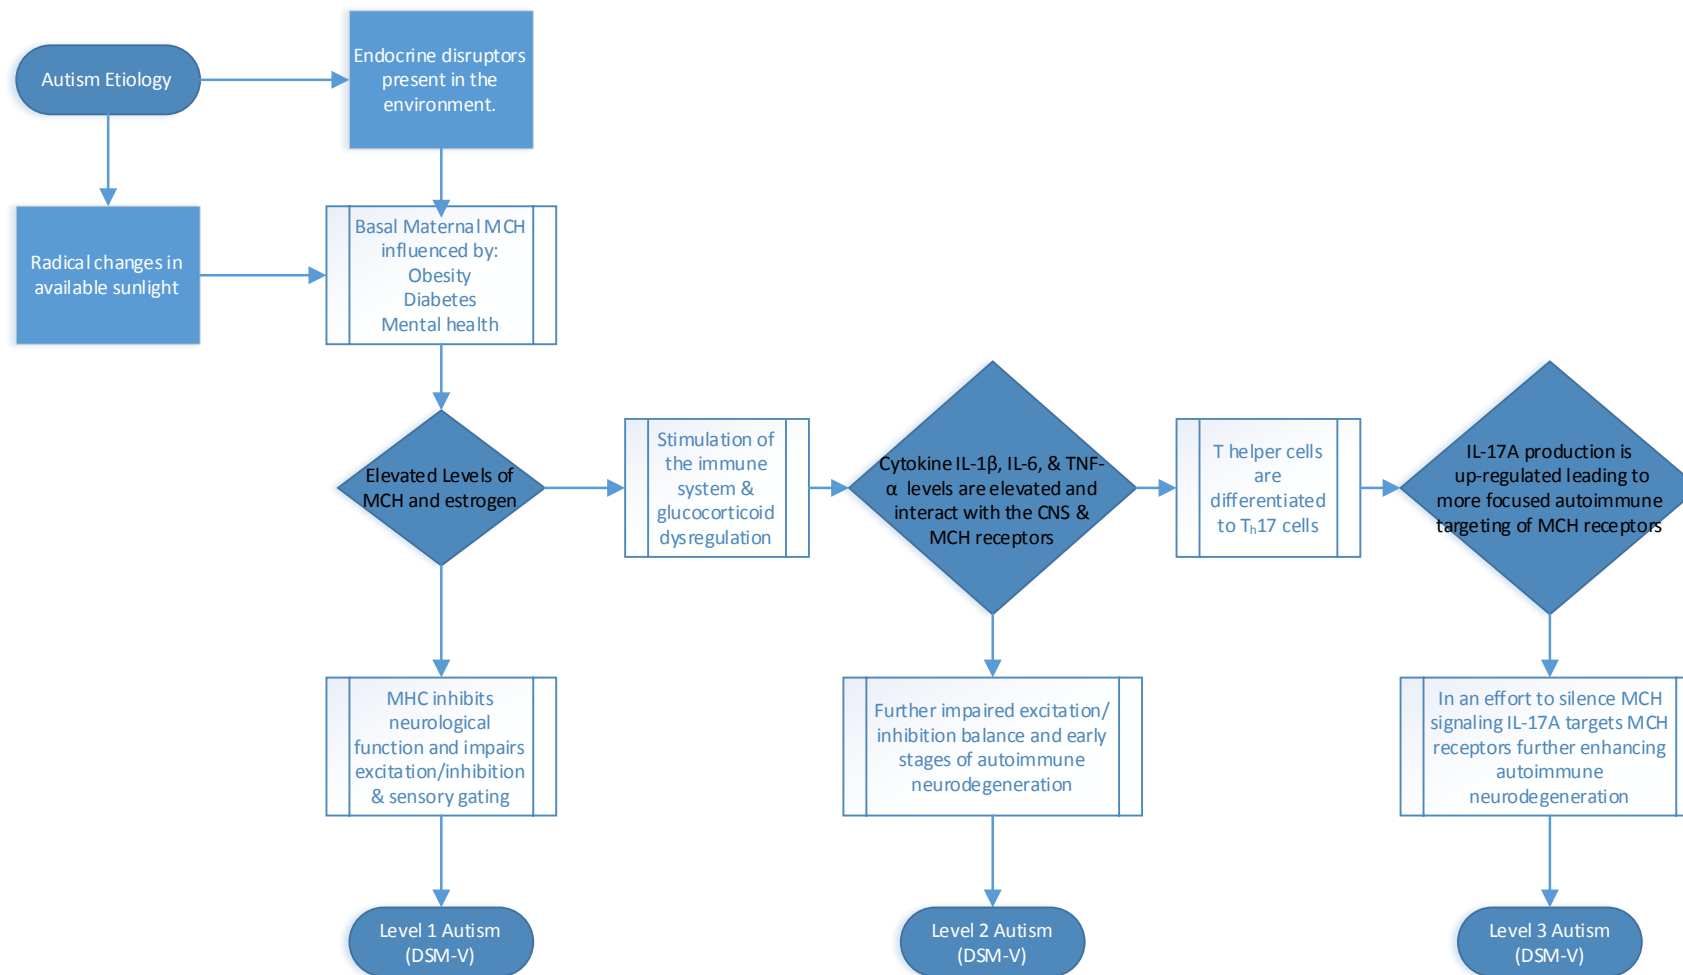 Autism Etiology
Endocrine disruptors
present in the
environment.
Radical changes in
available sunlight
Basal Maternal MCH
influenced by:
Obesity
Diabetes
Mental health
Elevated Levels of
MCH and estrogen
Stimulation of
the immune
system &
glucocorticoid
dysregulation
Cytokine IL-1β, IL-6, & TNF-
α levels are elevated and
interact with the CNS &
MCH receptors
T helper cells
are
differentiated
to Tₕ17 cells
IL-17A production is
up-regulated leading to
more focused autoimmune
targeting of MCH receptors
MHC inhibits
neurological
function and impairs
excitation/inhibition
& sensory gating
Further impaired excitation/
inhibition balance and early
stages of autoimmune
neurodegeneration
In an effort to silence MCH
signaling IL-17A targets MCH
receptors further enhancing
autoimmune
neurodegeneration
Level 1 Autism
(DSM-V)
Level 2 Autism
(DSM-V)
Level 3 Autism
(DSM-V)